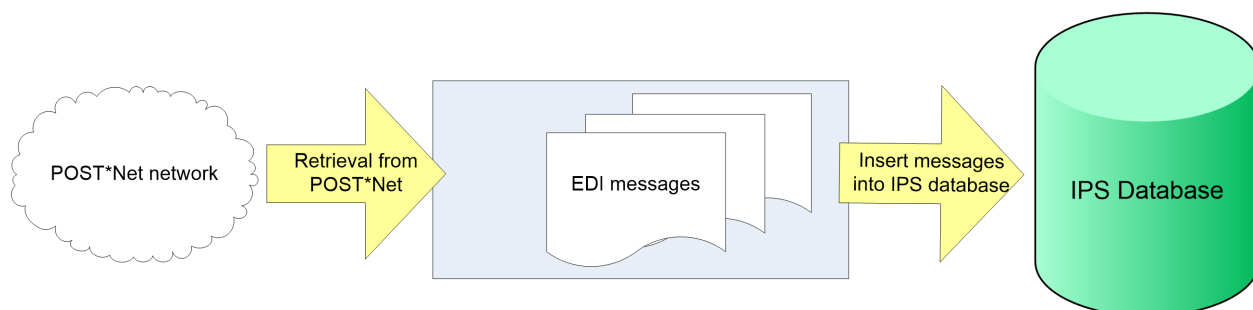 POST*Net network
Retrieval from
POST*Net
EDI messages
Insert messages
into IPS database
IPS Database